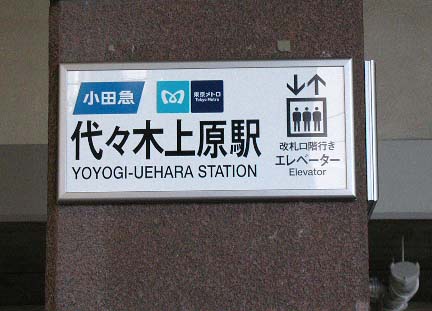 小田急
東京メトロ
Tokyo Metro
代々木上原駅
YOYOGI-UEHARA STATION
改札口階行き
エレベーター
Elevator